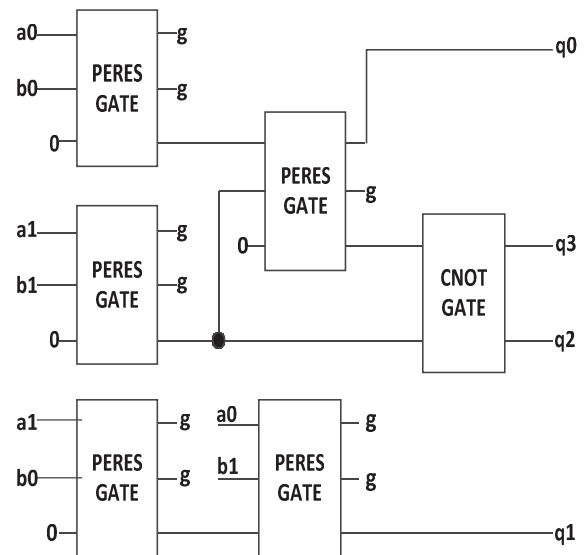 a0
PERES
GATE
g
b0
g
0
q0
PERES
GATE
g
0
a1
PERES
GATE
g
b1
g
0
CNOT
GATE
q3
q2
a1
PERES
GATE
g
b0
g
0
a0
PERES
GATE
g
b1
g
q1